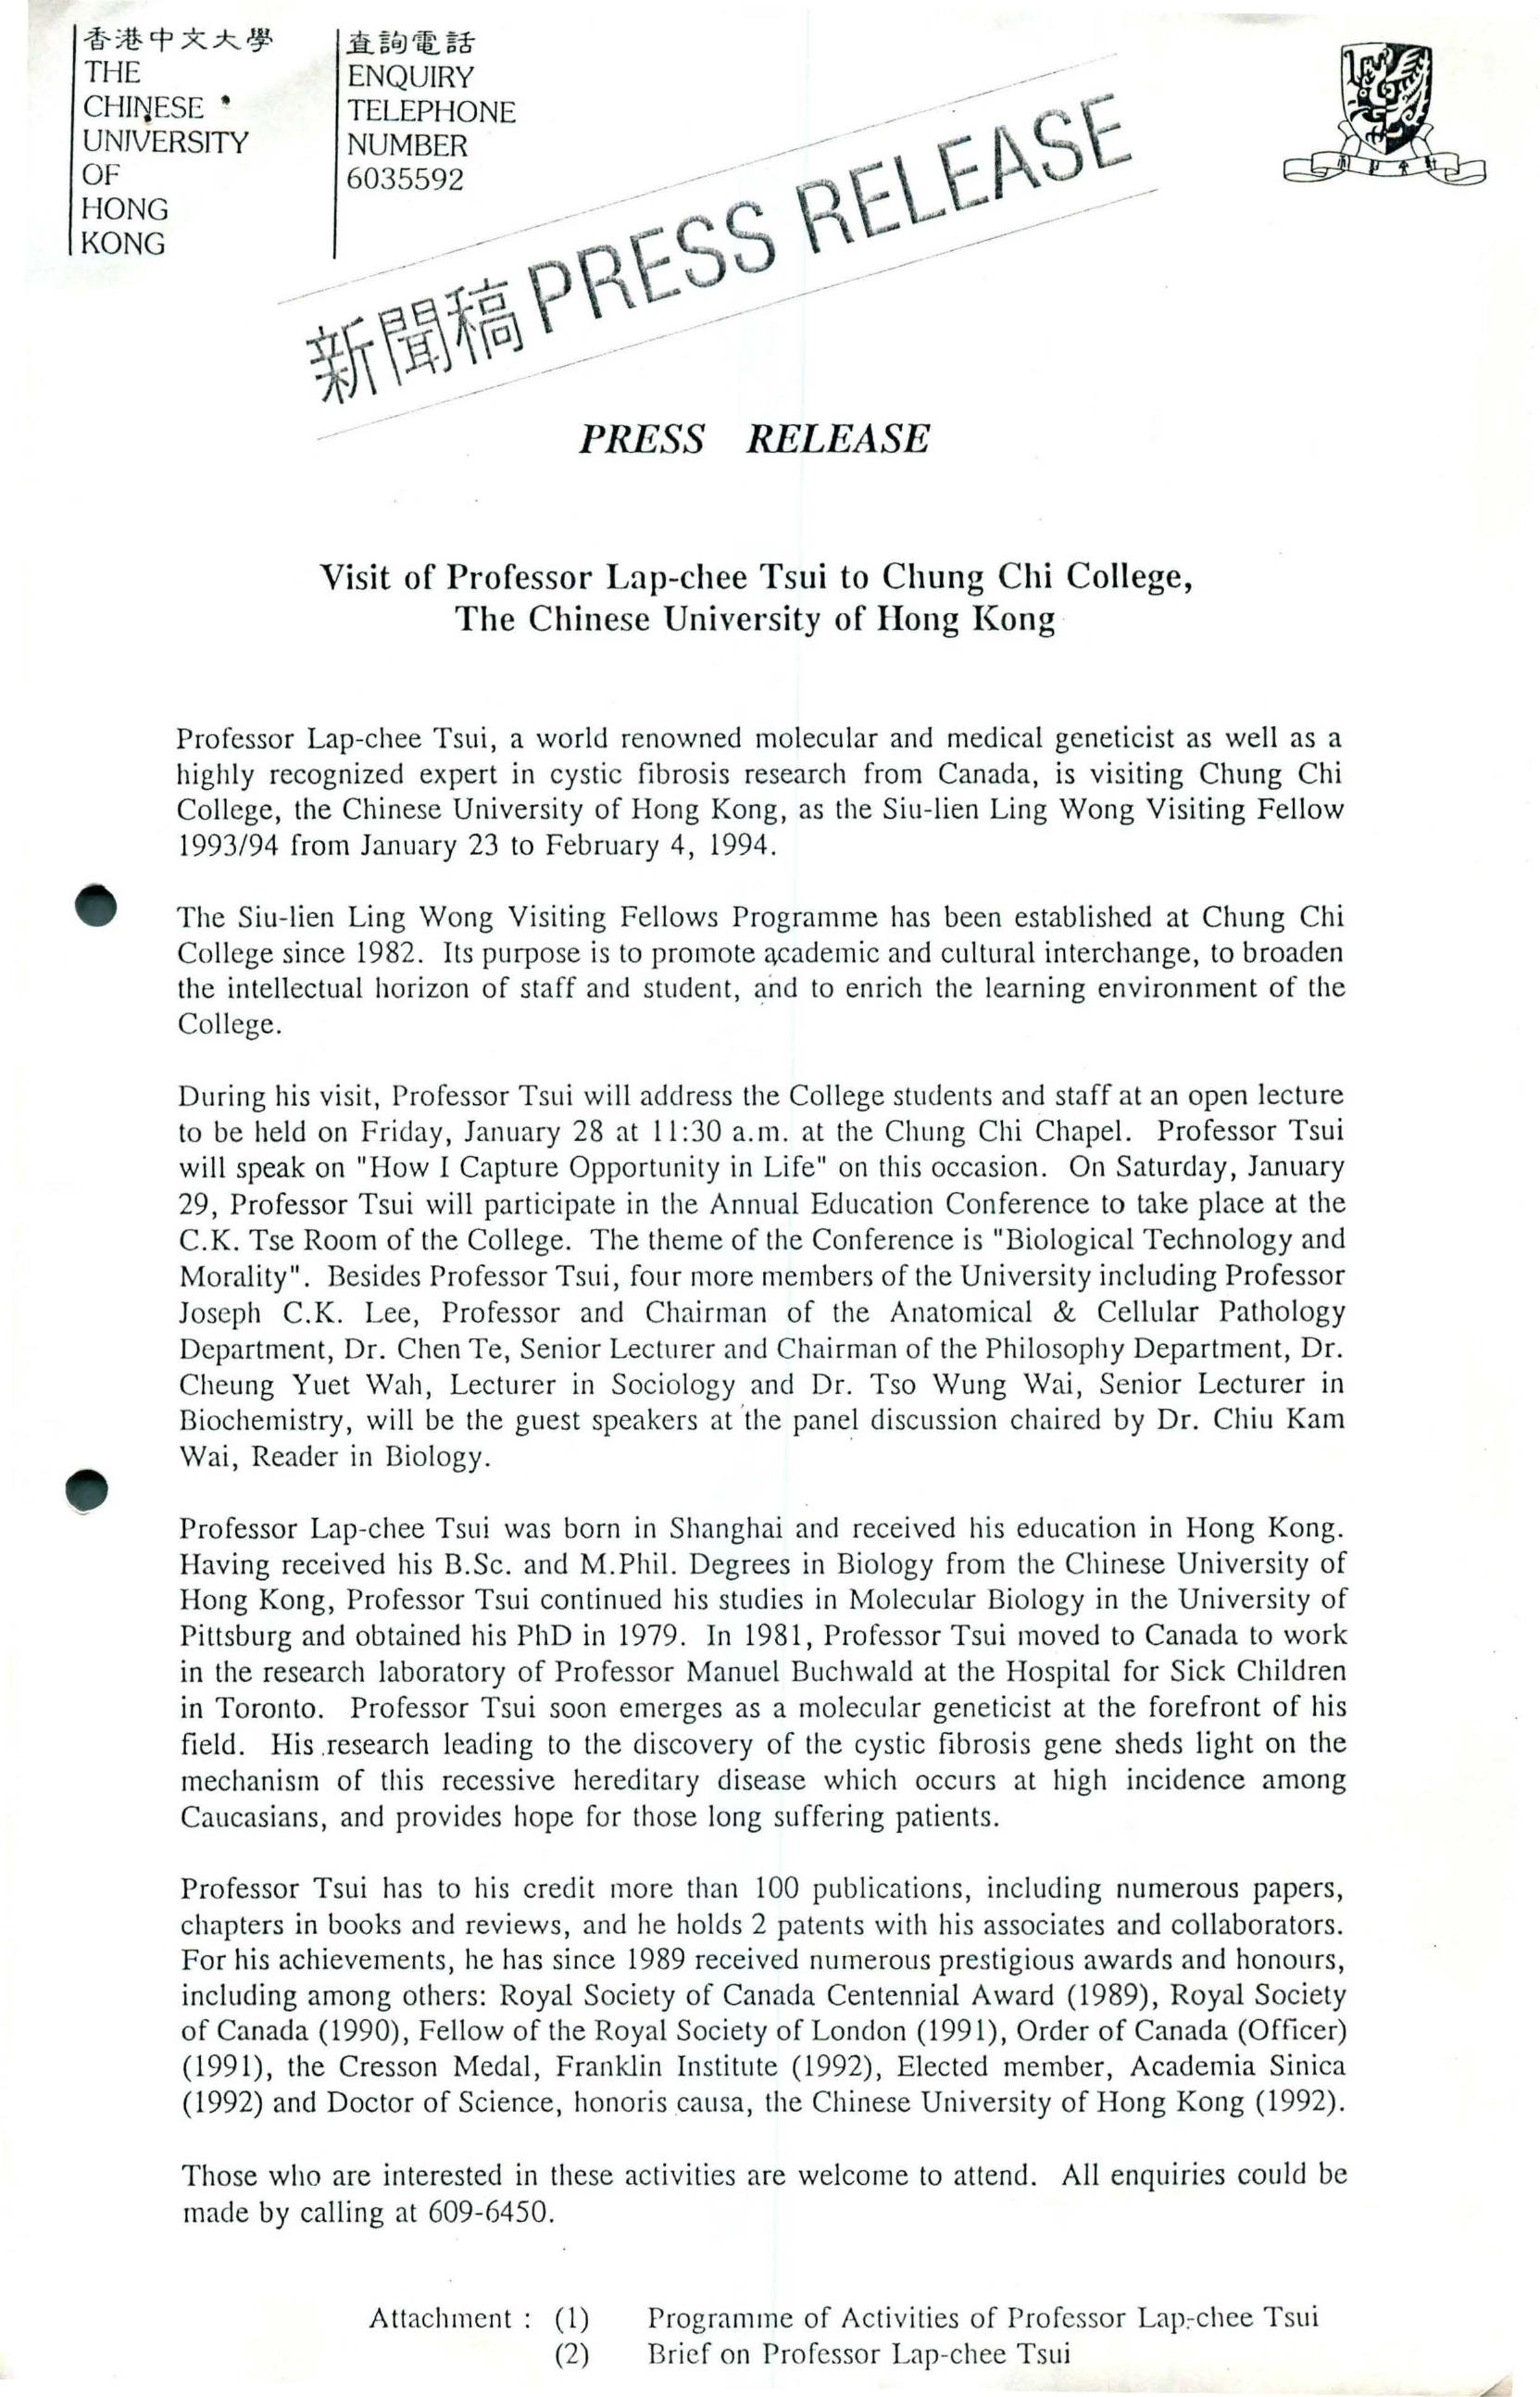 香港中文大學
THE
CHINESE
UNIVERSITY
OF
HONG
KONG
查詢電話
ENQUIRY
TELEPHONE
NUMBER
6035592
新聞稿 PRESS RELEASE
PRESS RELEASE
Visit of Professor Lap-chee Tsui to Chung Chi College,
The Chinese University of Hong Kong
Professor Lap-chee Tsui, a world renowned molecular and medical geneticist as well as a
highly recognized expert in cystic fibrosis research from Canada, is visiting Chung Chi
College, the Chinese University of Hong Kong, as the Siu-lien Ling Wong Visiting Fellow
1993/94 from January 23 to February 4, 1994.
The Siu-lien Ling Wong Visiting Fellows Programme has been established at Chung Chi
College since 1982. Its purpose is to promote academic and cultural interchange, to broaden
the intellectual horizon of staff and student, and to enrich the learning environment of the
College.
During his visit, Professor Tsui will address the College students and staff at an open lecture
to be held on Friday, January 28 at 11:30 a.m. at the Chung Chi Chapel. Professor Tsui
will speak on "How I Capture Opportunity in Life" on this occasion. On Saturday, January
29, Professor Tsui will participate in the Annual Education Conference to take place at the
C.K. Tse Room of the College. The theme of the Conference is "Biological Technology and
Morality". Besides Professor Tsui, four more members of the University including Professor
Joseph C.K. Lee, Professor and Chairman of the Anatomical & Cellular Pathology
Department, Dr. Chen Te, Senior Lecturer and Chairman of the Philosophy Department, Dr.
Cheung Yuet Wah, Lecturer in Sociology and Dr. Tso Wung Wai, Senior Lecturer in
Biochemistry, will be the guest speakers at the panel discussion chaired by Dr. Chiu Kam
Wai, Reader in Biology.
Professor Lap-chee Tsui was born in Shanghai and received his education in Hong Kong.
Having received his B.Sc. and M.Phil. Degrees in Biology from the Chinese University of
Hong Kong, Professor Tsui continued his studies in Molecular Biology in the University of
Pittsburg and obtained his PhD in 1979. In 1981, Professor Tsui moved to Canada to work
in the research laboratory of Professor Manuel Buchwald at the Hospital for Sick Children
in Toronto. Professor Tsui soon emerges as a molecular geneticist at the forefront of his
field. His research leading to the discovery of the cystic fibrosis gene sheds light on the
mechanism of this recessive hereditary disease which occurs at high incidence among
Caucasians, and provides hope for those long suffering patients.
Professor Tsui has to his credit more than 100 publications, including numerous papers,
chapters in books and reviews, and he holds 2 patents with his associates and collaborators.
For his achievements, he has since 1989 received numerous prestigious awards and honours,
including among others: Royal Society of Canada Centennial Award (1989), Royal Society
of Canada (1990), Fellow of the Royal Society of London (1991), Order of Canada (Officer)
(1991), the Cresson Medal, Franklin Institute (1992), Elected member, Academia Sinica
(1992) and Doctor of Science, honoris causa, the Chinese University of Hong Kong (1992).
Those who are interested in these activities are welcome to attend. All enquiries could be
made by calling at 609-6450.
Attachment : (1) Programme of Activities of Professor Lap-chee Tsui
(2) Brief on Professor Lap-chee Tsui